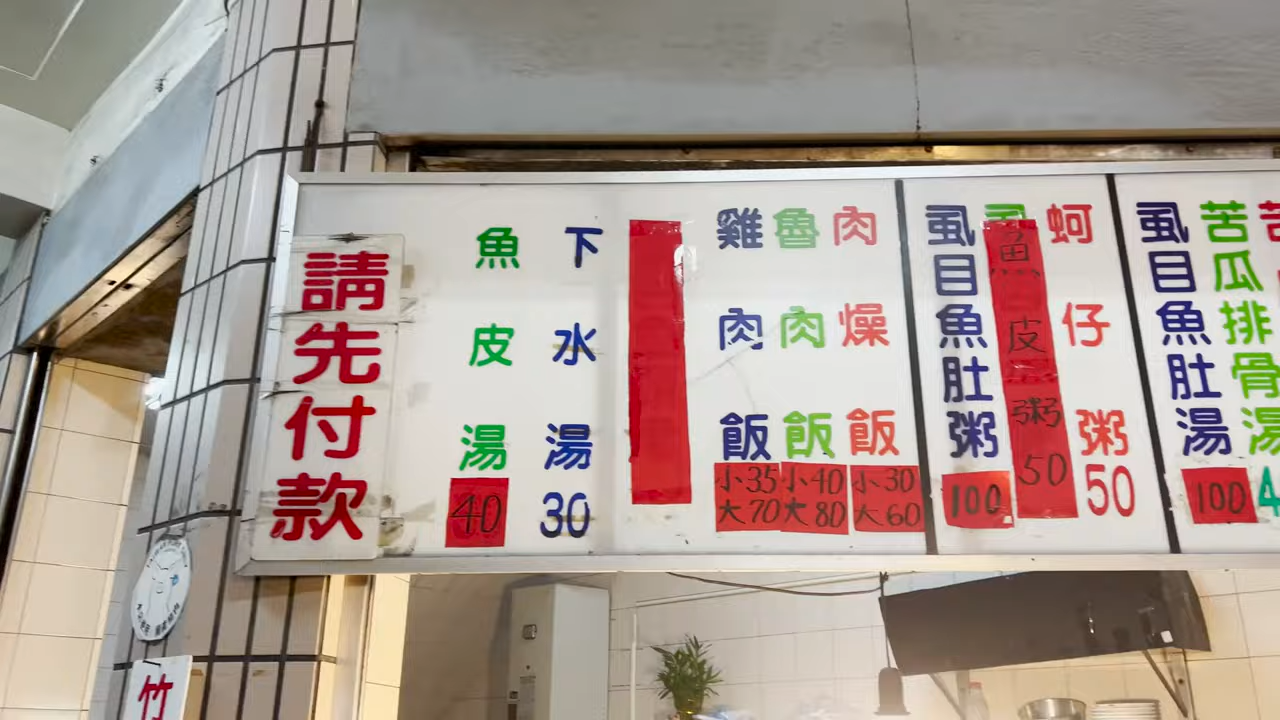 請先付款
魚皮湯
40
下水湯
30
雞肉飯
小35
大70
魯肉飯
小40
大80
肉燥飯
小30
大60
虱目魚肚粥
100
魚皮粥
50
蚵仔粥
50
虱目魚肚湯
100
苦瓜排骨湯
竹